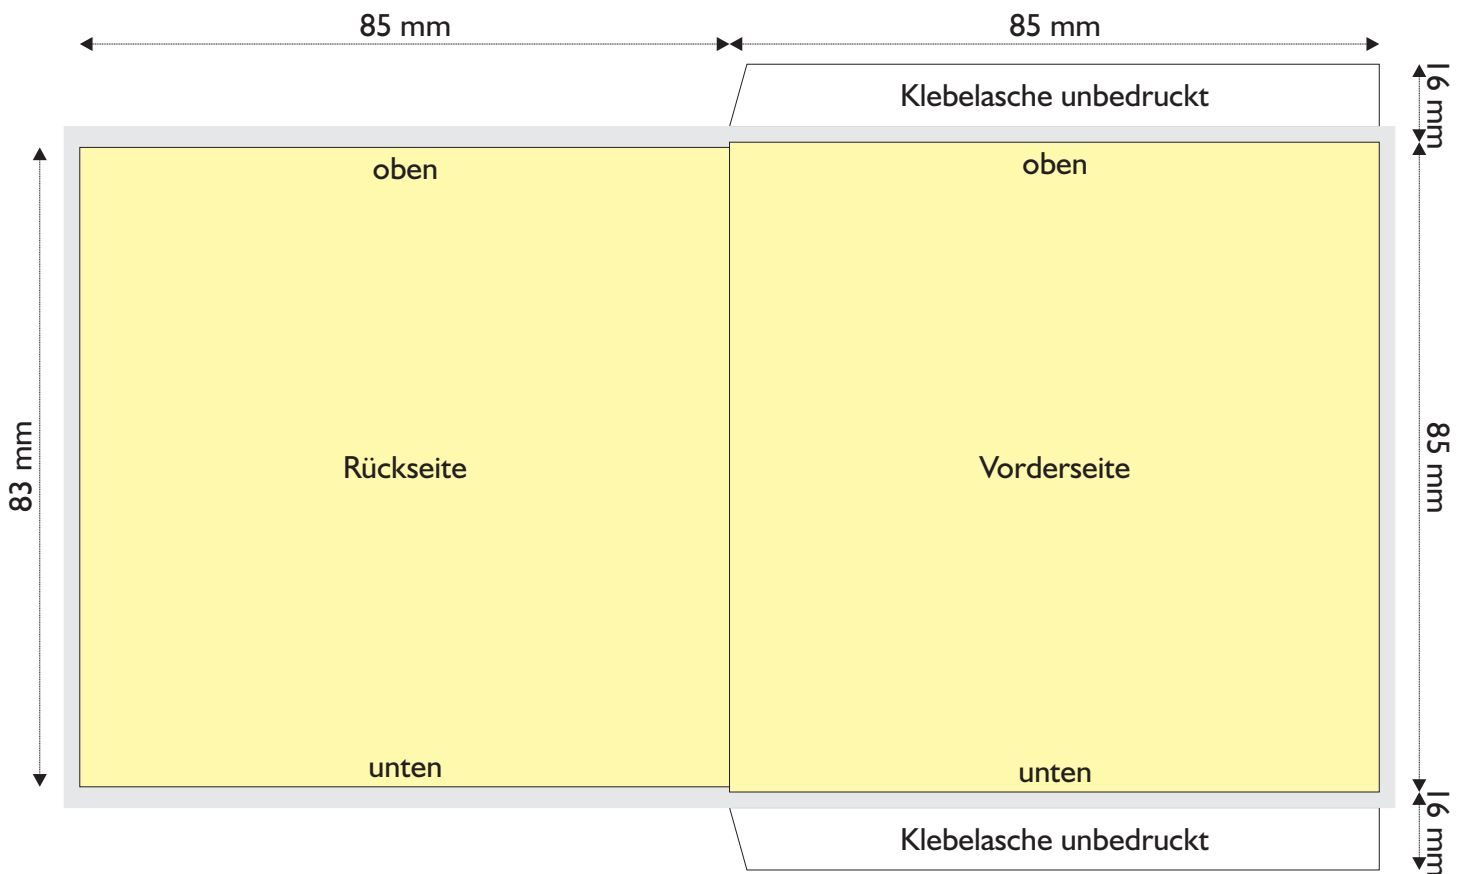 85 mm
85 mm
Klebelasche unbedruckt
16 mm
oben
oben
83 mm
Rückseite
Vorderseite
85 mm
unten
unten
Klebelasche unbedruckt
16 mm